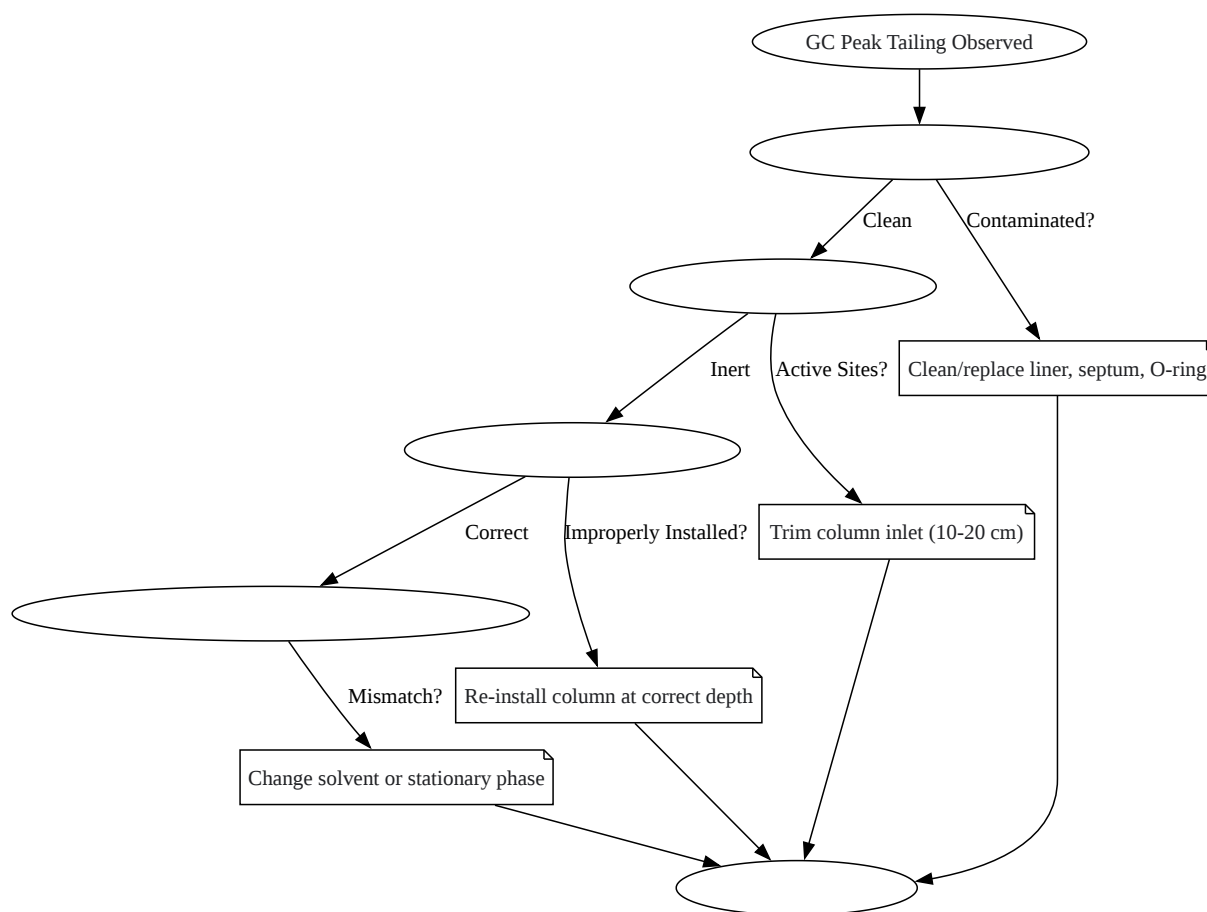 GC Peak Tailing Observed
Clean
Contaminated?
Inert
Active Sites?
Clean/replace liner, septum, O-ring
Correct
Improperly Installed?
Trim column inlet (10-20 cm)
Mismatch?
Re-install column at correct depth
Change solvent or stationary phase